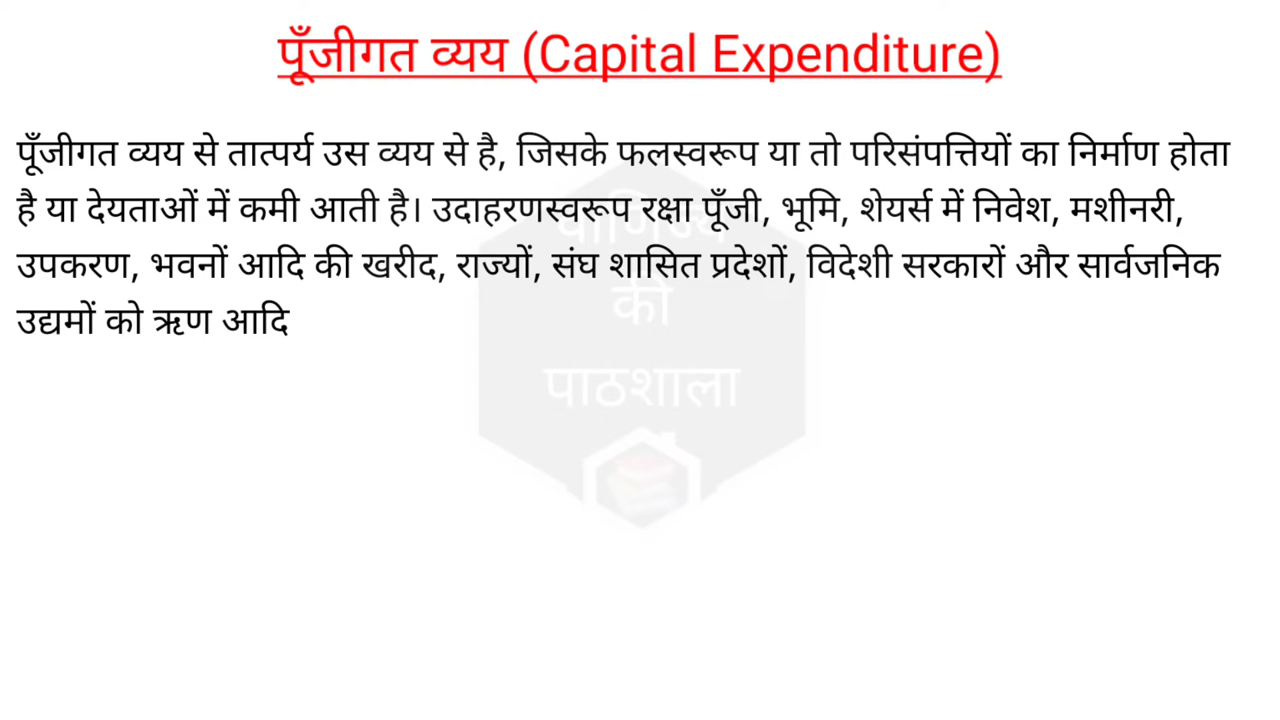 पूँजीगत व्यय (Capital Expenditure)
पूँजीगत व्यय से तात्पर्य उस व्यय से है, जिसके फलस्वरूप या तो परिसंपत्तियों का निर्माण होता
है या देयताओं में कमी आती है। उदाहरणस्वरूप रक्षा पूँजी, भूमि, शेयर्स में निवेश, मशीनरी,
उपकरण, भवनों आदि की खरीद, राज्यों, संघ शासित प्रदेशों, विदेशी सरकारों और सार्वजनिक
उद्यमों को ऋण आदि
वाणिज्य
की
पाठशाला